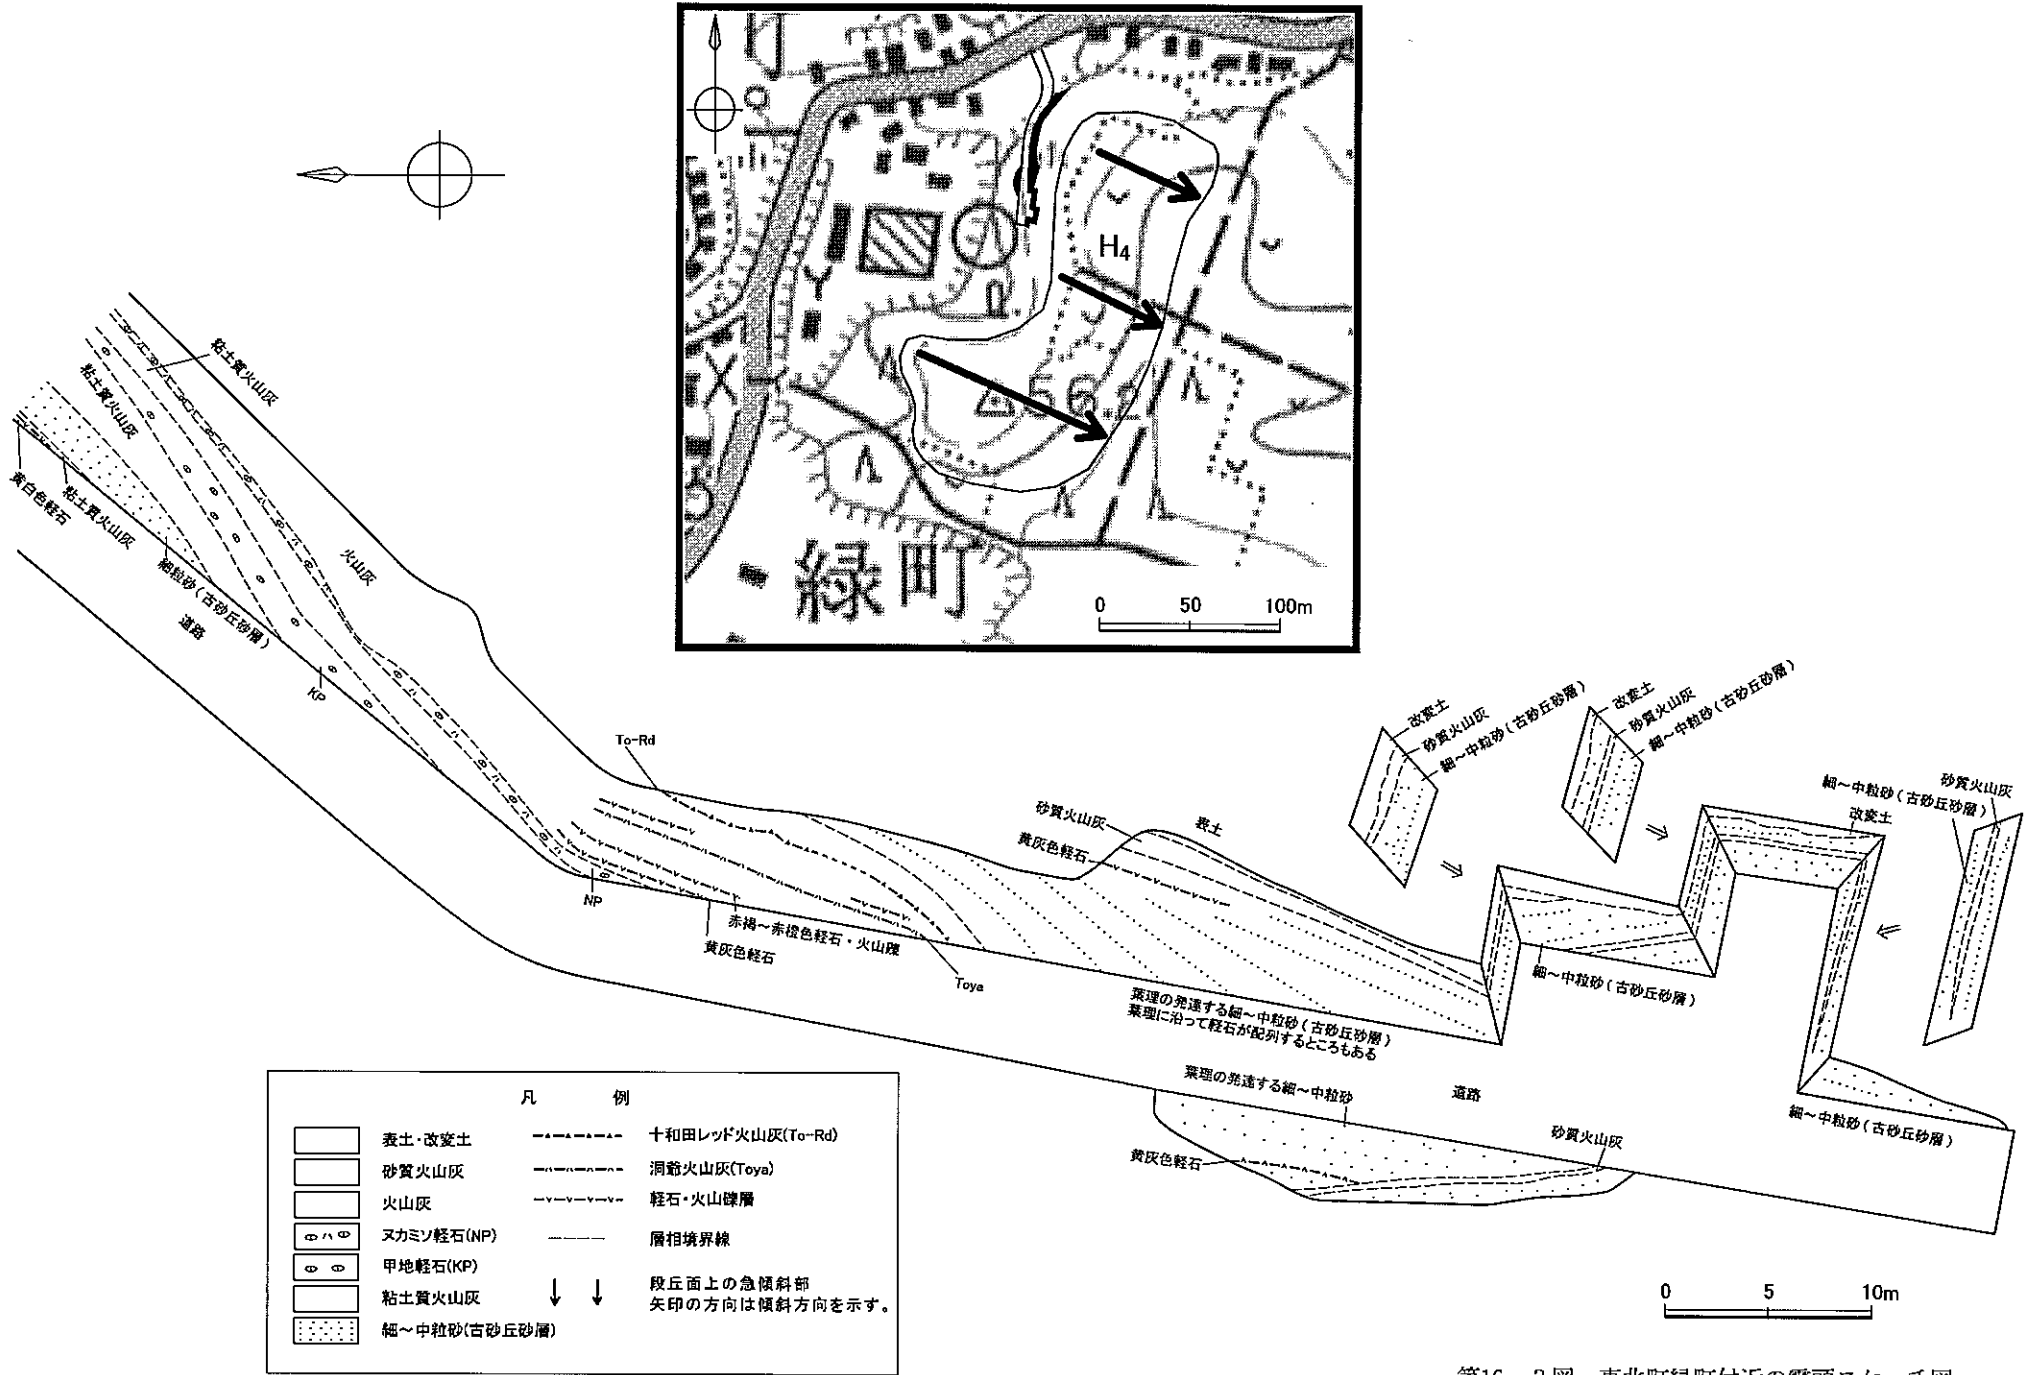 H4
56
緑町
0 50 100m
粘土質火山灰
粘土質火山灰
黄白色軽石
粘土質火山灰
細粒砂(古砂丘砂層)
火山灰
道路
KP
To-Rd
NP
赤褐~赤橙色軽石・火山礫
黄灰色軽石
Toya
砂質火山灰
黄灰色軽石
表土
葉理の発達する細~中粒砂(古砂丘砂層)
葉理に沿って軽石が配列するところもある
改変土
砂質火山灰
細~中粒砂(古砂丘砂層)
改変土
砂質火山灰
細~中粒砂(古砂丘砂層)
砂質火山灰
細~中粒砂(古砂丘砂層)
改変土
細~中粒砂(古砂丘砂層)
細~中粒砂(古砂丘砂層)
葉理の発達する細~中粒砂
道路
砂質火山灰
黄灰色軽石
凡例
表土・改変土
砂質火山灰
火山灰
ヌカミソ軽石(NP)
甲地軽石(KP)
粘土質火山灰
細~中粒砂(古砂丘砂層)
十和田レッド火山灰(To-Rd)
洞爺火山灰(Toya)
軽石・火山礫層
層相境界線
段丘面上の急傾斜部
矢印の方向は傾斜方向を示す。
0 5 10m